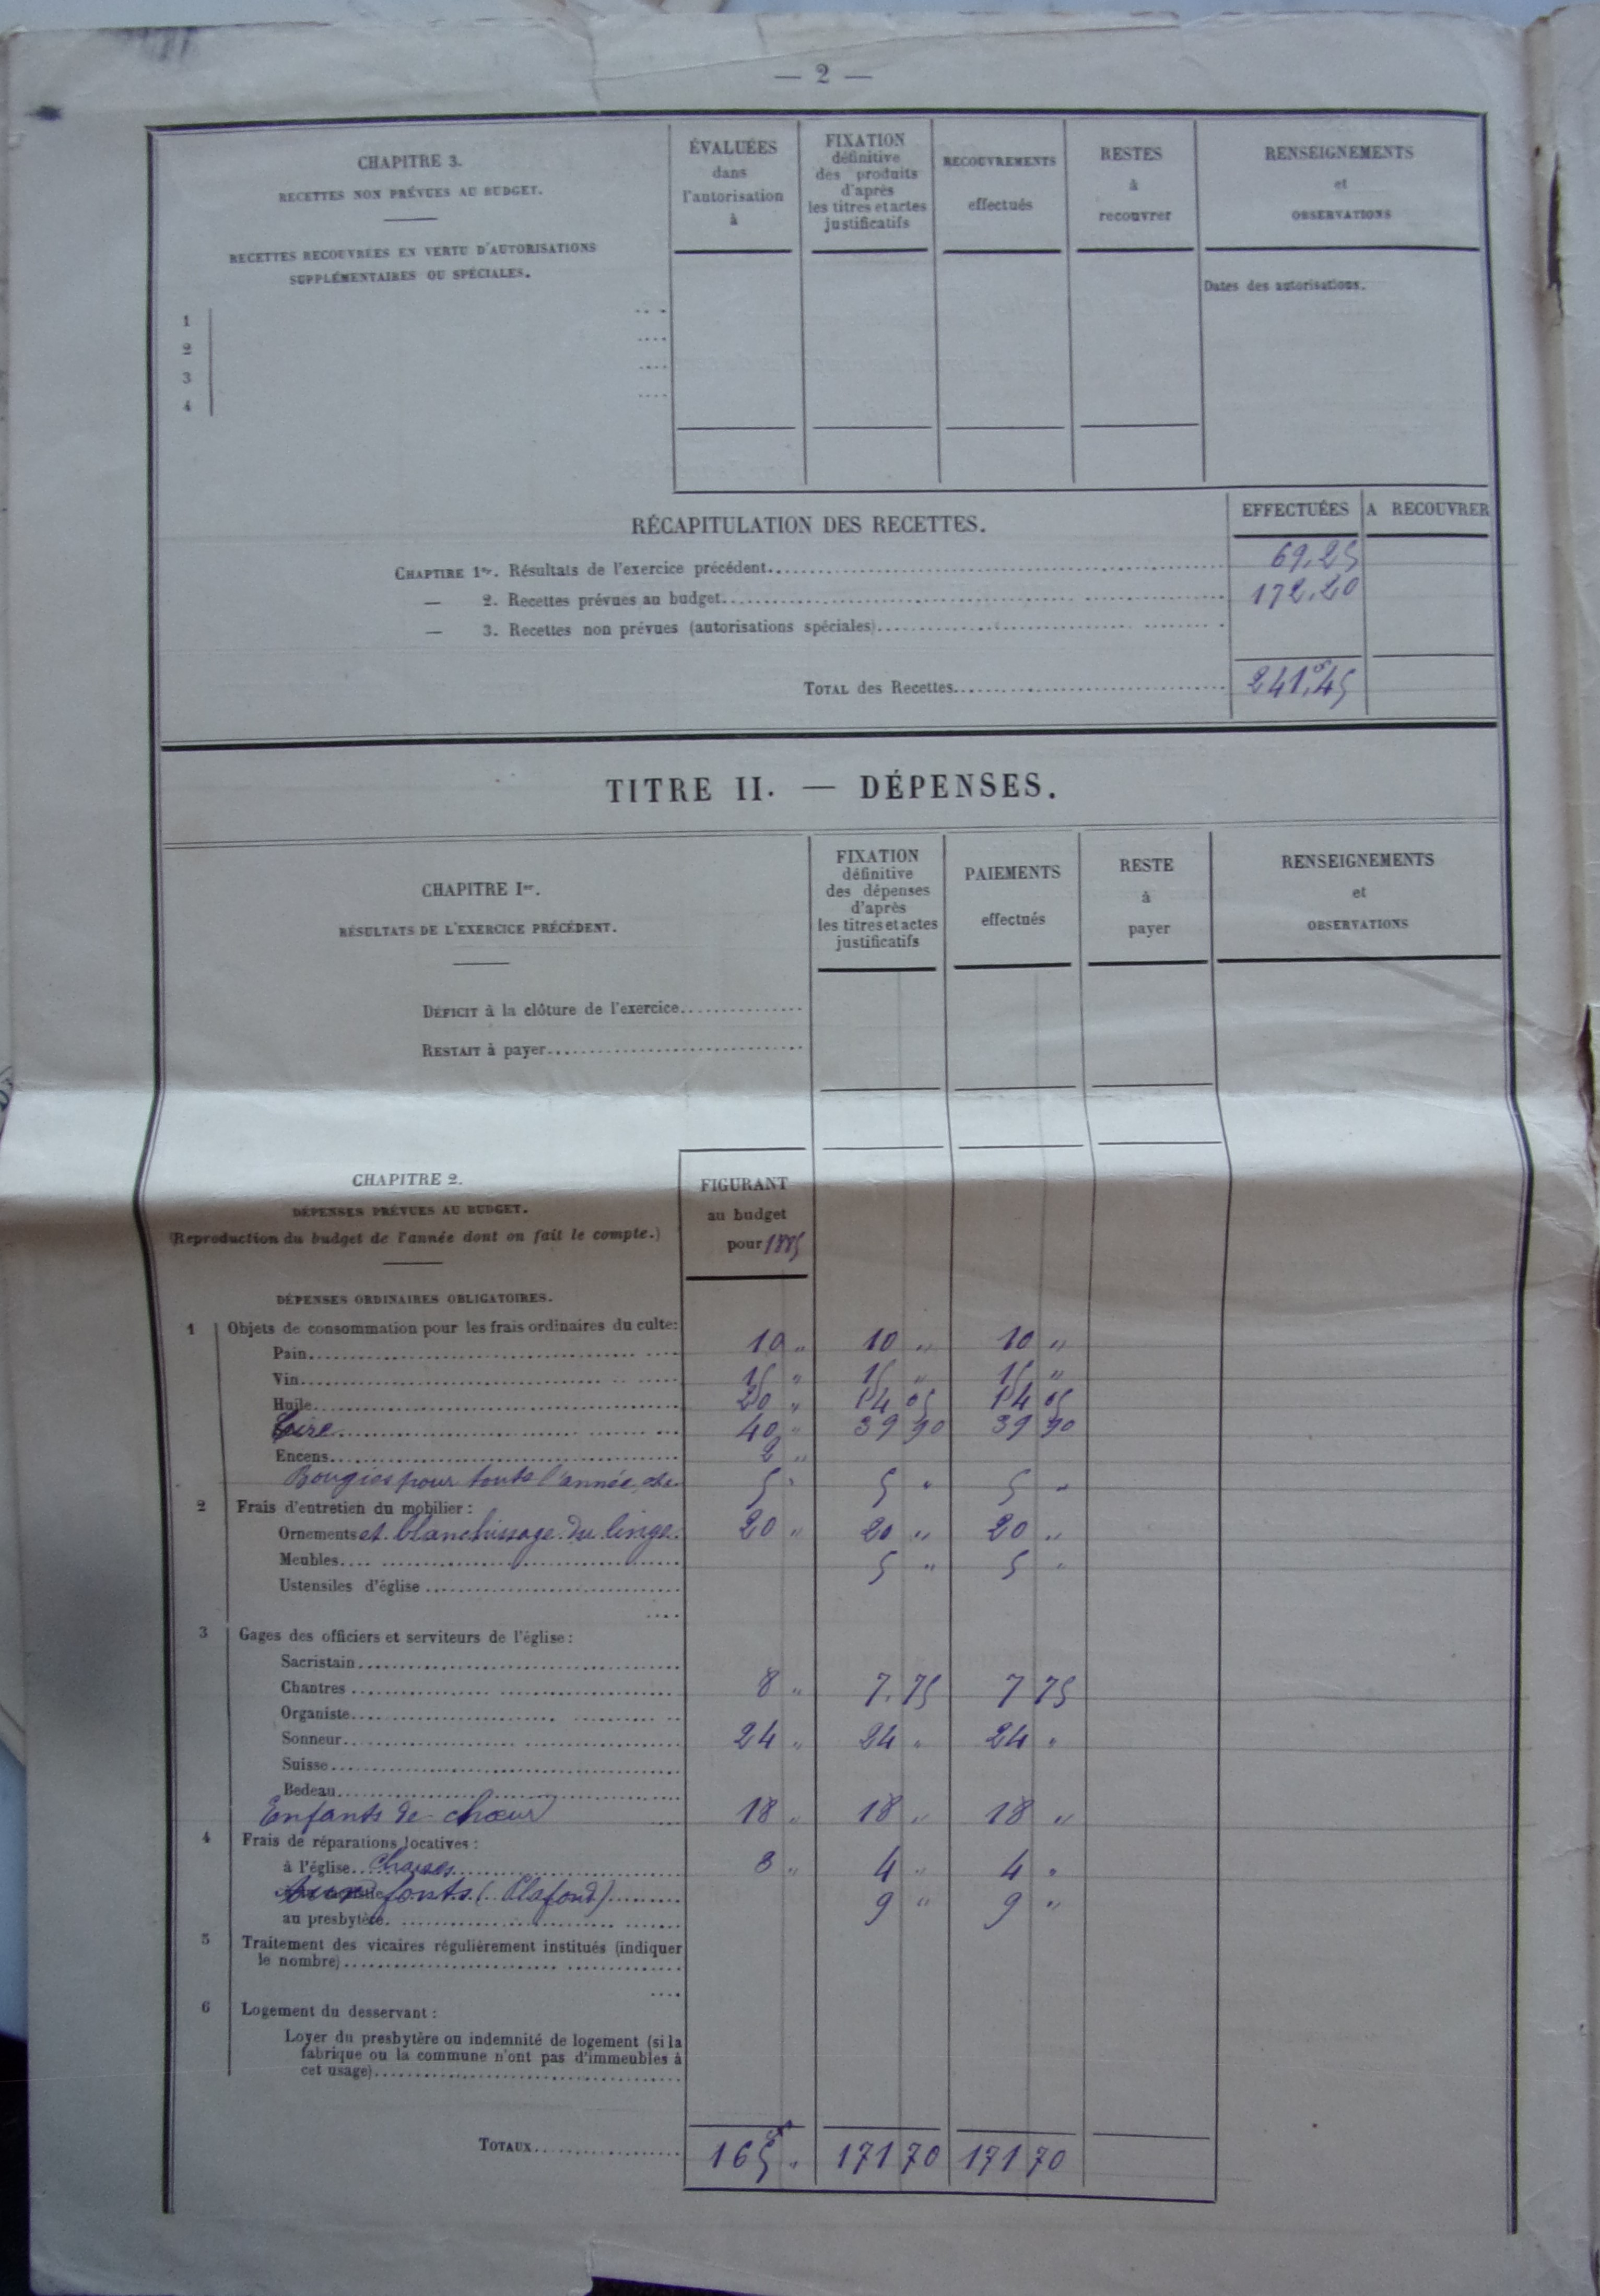 — 2 —
CHAPITRE 3.
RECETTES NON PRÉVUES AU BUDGET.
RECETTES RECOUVRÉES EN VERTU D'AUTORISATIONS
SUPPLÉMENTAIRES OU SPÉCIALES.
ÉVALUÉES
dans
l'autorisation
à
FIXATION
définitive
des produits
d'après
les titres et actes
justificatifs
RECOUVREMENTS
effectués
RESTES
à
recouvrer
RENSEIGNEMENTS
et
OBSERVATIONS
Dates des autorisations.
1
2
3
4
RÉCAPITULATION DES RECETTES.
EFFECTUÉES
A RECOUVRER
CHAPTIRE 1er. Résultats de l'exercice précédent 69,25
— 2. Recettes prévues au budget 172,20
— 3. Recettes non prévues (autorisations spéciales)
TOTAL des Recettes 241,45
TITRE II. — DÉPENSES.
CHAPITRE Ier.
RÉSULTATS DE L'EXERCICE PRÉCÉDENT.
FIXATION
définitive
des dépenses
d'après
les titres et actes
justificatifs
PAIEMENTS
effectués
RESTE
à
payer
RENSEIGNEMENTS
et
OBSERVATIONS
DÉFICIT à la clôture de l'exercice
RESTAIT à payer
CHAPITRE 2.
DÉPENSES PRÉVUES AU BUDGET.
(Reproduction du budget de l'année dont on fait le compte.)
FIGURANT
au budget
pour 1885
DÉPENSES ORDINAIRES OBLIGATOIRES.
1 Objets de consommation pour les frais ordinaires du culte:
Pain 10 " 10 " 10 "
Vin 15 " 15 " 15 "
Huile 20 " 14 05 14 05
Cire 40 " 39 90 39 90
Encens 2 "
Bougies pour toute l'année 5 " 5 " 5 "
2 Frais d'entretien du mobilier :
Ornements et blanchissage du linge 20 " 20 " 20 "
Meubles 5 " 5 "
Ustensiles d'église
3 Gages des officiers et serviteurs de l'église :
Sacristain
Chantres 8 " 7.75 7 75
Organiste
Sonneur 24 " 24 " 24 "
Suisse
Bedeau
Enfants de chœur 18 " 18 " 18 "
4 Frais de réparations locatives :
à l'église Chaises 3 " 4 " 4 "
fonts (Plafond) 9 " 9 "
au presbytère
5 Traitement des vicaires régulièrement institués (indiquer
le nombre)
6 Logement du desservant :
Loyer du presbytère ou indemnité de logement (si la
fabrique ou la commune n'ont pas d'immeubles à
cet usage)
TOTAUX 165 " 171 70 171 70